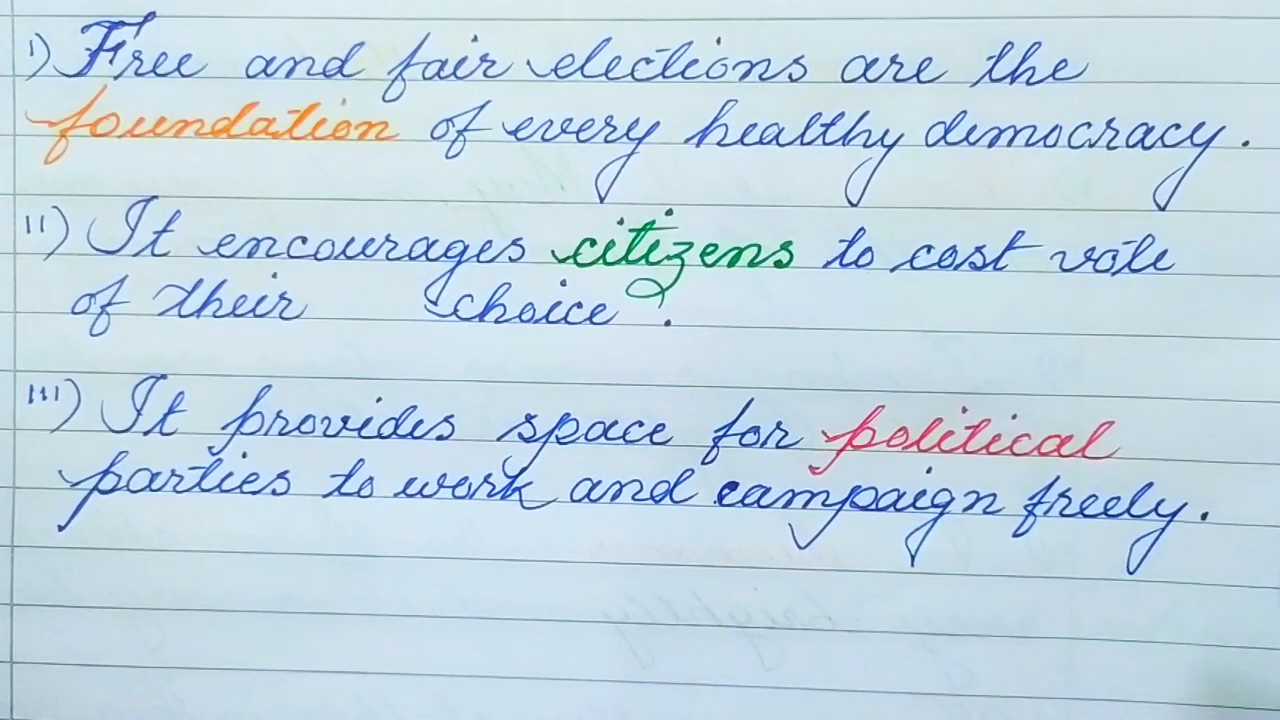 i) Free and fair elections are the
foundation of every healthy democracy.
ii) It encourages citizens to cast vote
of their choice.
iii) It provides space for political
parties to work and campaign freely.